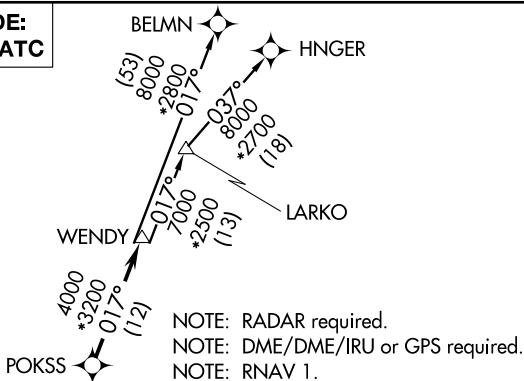 DE:
ATC
BELMN
HNGER
(53)
8000
*2800
017°
037°
8000
*2700
(18)
LARKO
017°
7000
*2500
(13)
WENDY
4000
*3200
017°
(12)
POKSS
NOTE: RADAR required.
NOTE: DME/DME/IRU or GPS required.
NOTE: RNAV 1.